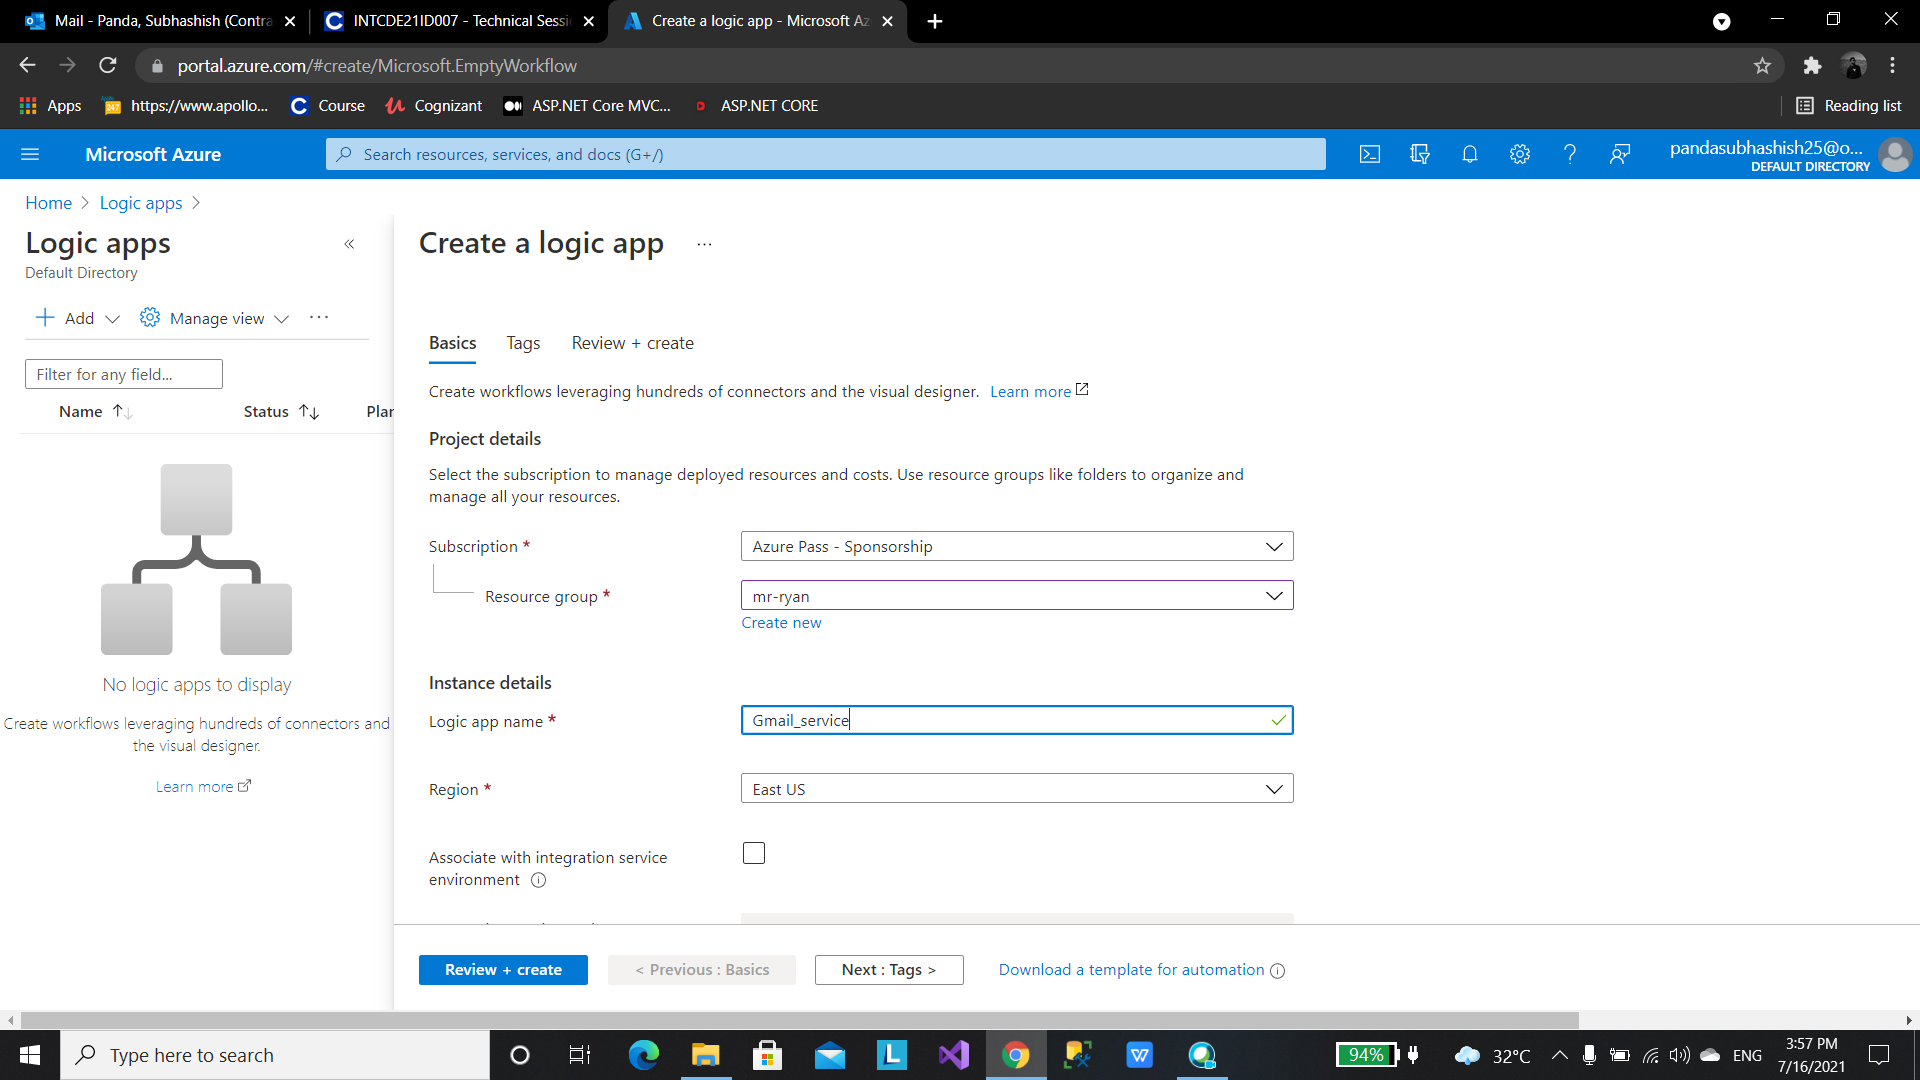 Mail - Panda, Subhashish (Contra
INTCDE21ID007 - Technical Sessi
Create a logic app - Microsoft Az
portal.azure.com/#create/Microsoft.EmptyWorkflow
Apps
https://www.apollo...
Course
Cognizant
ASP.NET Core MVC...
ASP.NET CORE
Reading list
Microsoft Azure
Search resources, services, and docs (G+/)
pandasubhashish25@o...
DEFAULT DIRECTORY
Home > Logic apps >
Logic apps
Default Directory
Add
Manage view
Filter for any field...
Name
Status
Plan
No logic apps to display
Create workflows leveraging hundreds of connectors and
the visual designer.
Learn more
Create a logic app
Basics
Tags
Review + create
Create workflows leveraging hundreds of connectors and the visual designer. Learn more
Project details
Select the subscription to manage deployed resources and costs. Use resource groups like folders to organize and
manage all your resources.
Subscription *
Azure Pass - Sponsorship
Resource group *
mr-ryan
Create new
Instance details
Logic app name *
Gmail_service
Region *
East US
Associate with integration service
environment
Review + create
< Previous : Basics
Next : Tags >
Download a template for automation
Type here to search
94%
32°C
ENG
3:57 PM
7/16/2021